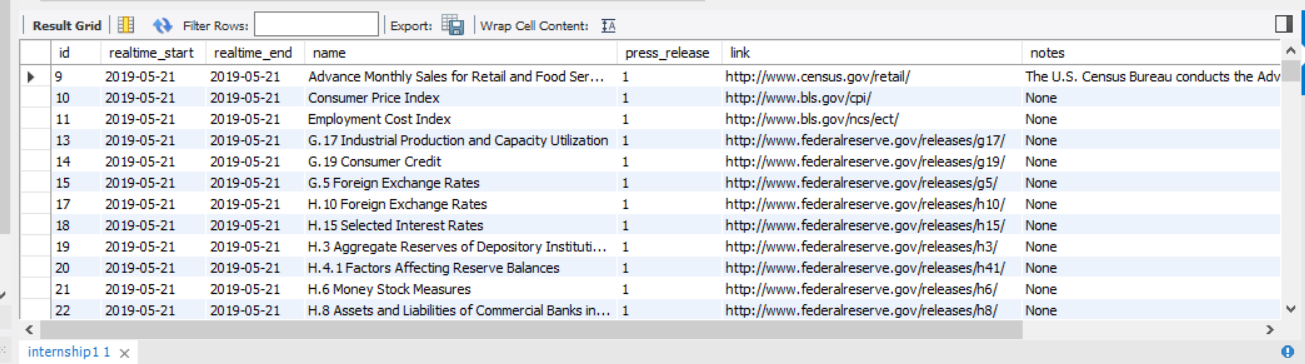 Result Grid Filter Rows: Export: Wrap Cell Content: IA
id realtime_start realtime_end name press_release link notes
9 2019-05-21 2019-05-21 Advance Monthly Sales for Retail and Food Ser... 1 http://www.census.gov/retail/ The U.S. Census Bureau conducts the Adv
10 2019-05-21 2019-05-21 Consumer Price Index 1 http://www.bls.gov/cpi/ None
11 2019-05-21 2019-05-21 Employment Cost Index 1 http://www.bls.gov/ncs/ect/ None
13 2019-05-21 2019-05-21 G.17 Industrial Production and Capacity Utilization 1 http://www.federalreserve.gov/releases/g17/ None
14 2019-05-21 2019-05-21 G.19 Consumer Credit 1 http://www.federalreserve.gov/releases/g19/ None
15 2019-05-21 2019-05-21 G.5 Foreign Exchange Rates 1 http://www.federalreserve.gov/releases/g5/ None
17 2019-05-21 2019-05-21 H.10 Foreign Exchange Rates 1 http://www.federalreserve.gov/releases/h10/ None
18 2019-05-21 2019-05-21 H.15 Selected Interest Rates 1 http://www.federalreserve.gov/releases/h15/ None
19 2019-05-21 2019-05-21 H.3 Aggregate Reserves of Depository Instituti... 1 http://www.federalreserve.gov/releases/h3/ None
20 2019-05-21 2019-05-21 H.4.1 Factors Affecting Reserve Balances 1 http://www.federalreserve.gov/releases/h41/ None
21 2019-05-21 2019-05-21 H.6 Money Stock Measures 1 http://www.federalreserve.gov/releases/h6/ None
22 2019-05-21 2019-05-21 H.8 Assets and Liabilities of Commercial Banks in... 1 http://www.federalreserve.gov/releases/h8/ None
internship1 1